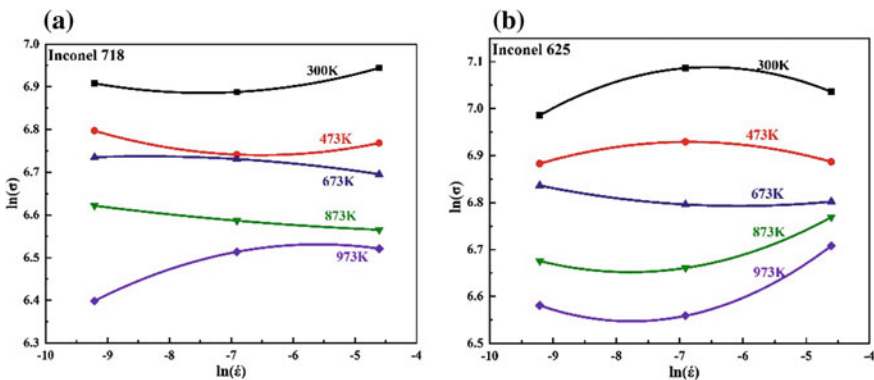 (a)
Inconel 718
7.0
6.9
6.8
6.7
6.6
6.5
6.4
6.3
ln(σ)
300K
473K
673K
873K
973K
-10 -9 -8 -7 -6 -5 -4
ln(ε̇)
(b)
Inconel 625
7.1
7.0
6.9
6.8
6.7
6.6
6.5
ln(σ)
300K
473K
673K
873K
973K
-10 -9 -8 -7 -6 -5 -4
ln(ε̇)